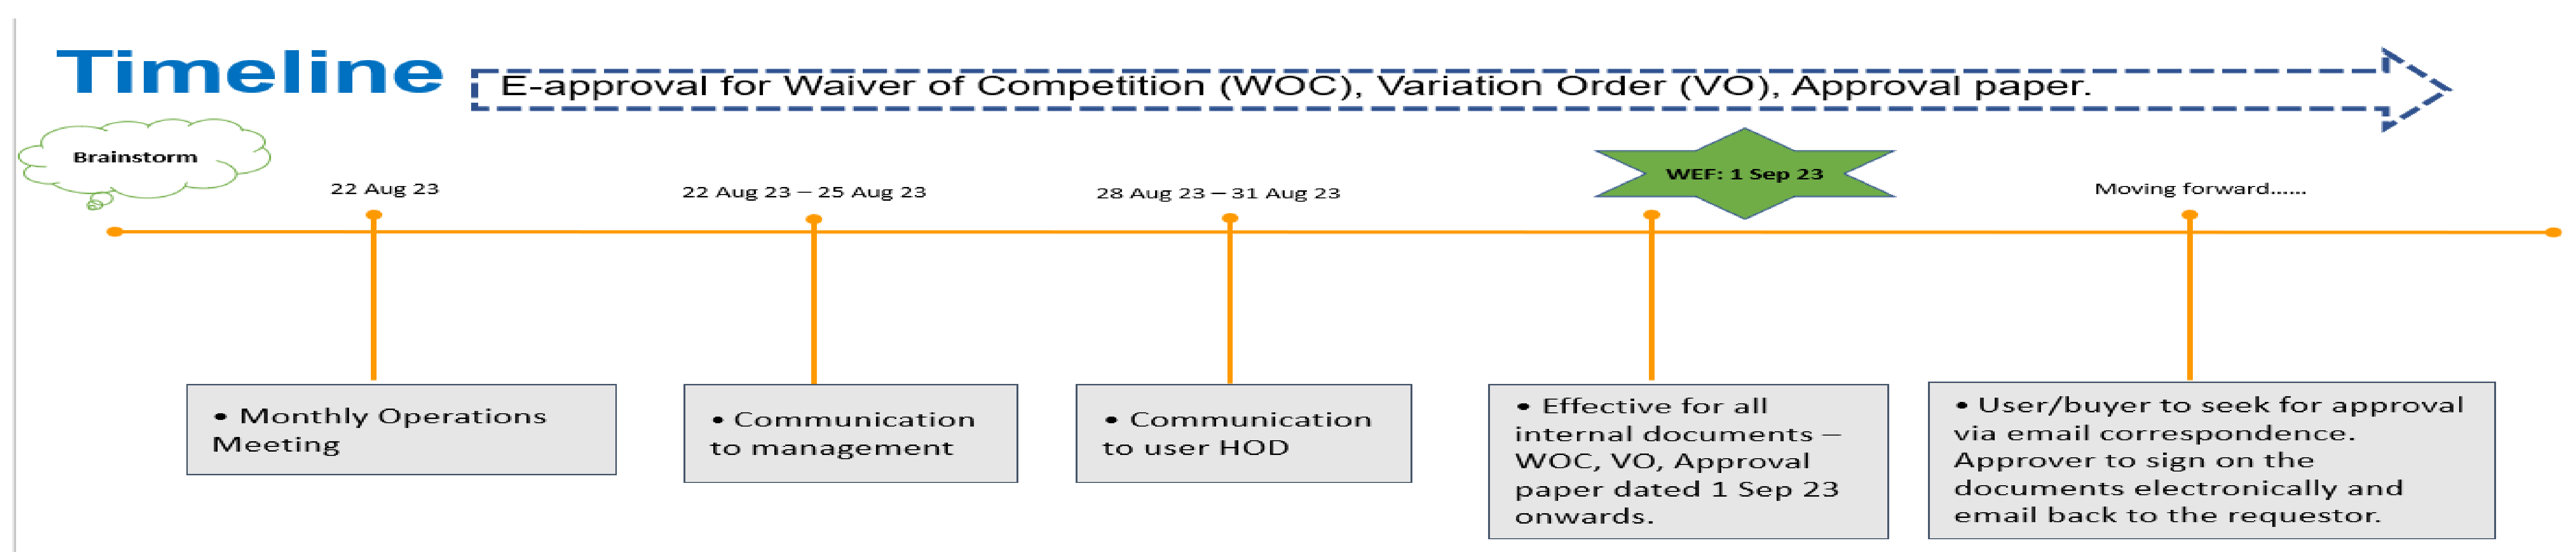 Timeline
E-approval for Waiver of Competition (WOC), Variation Order (VO), Approval paper.
Brainstorm
22 Aug 23
22 Aug 23 – 25 Aug 23
28 Aug 23 – 31 Aug 23
WEF: 1 Sep 23
Moving forward......
• Monthly Operations
Meeting
• Communication
to management
• Communication
to user HOD
• Effective for all
internal documents –
WOC, VO, Approval
paper dated 1 Sep 23
onwards.
• User/buyer to seek for approval
via email correspondence.
Approver to sign on the
documents electronically and
email back to the requestor.